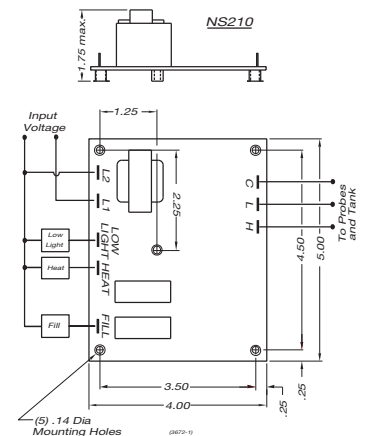 NS210
1.75 max.
1.25
Input
Voltage
L2
L1
LOW
LIGHT
HEAT
FILL
2.25
C
L
H
To Probes
and Tank
4.50
5.00
Low
Light
Heat
Fill
3.50
4.00
.25
.25
(5) .14 Dia
Mounting Holes
(3672-1)